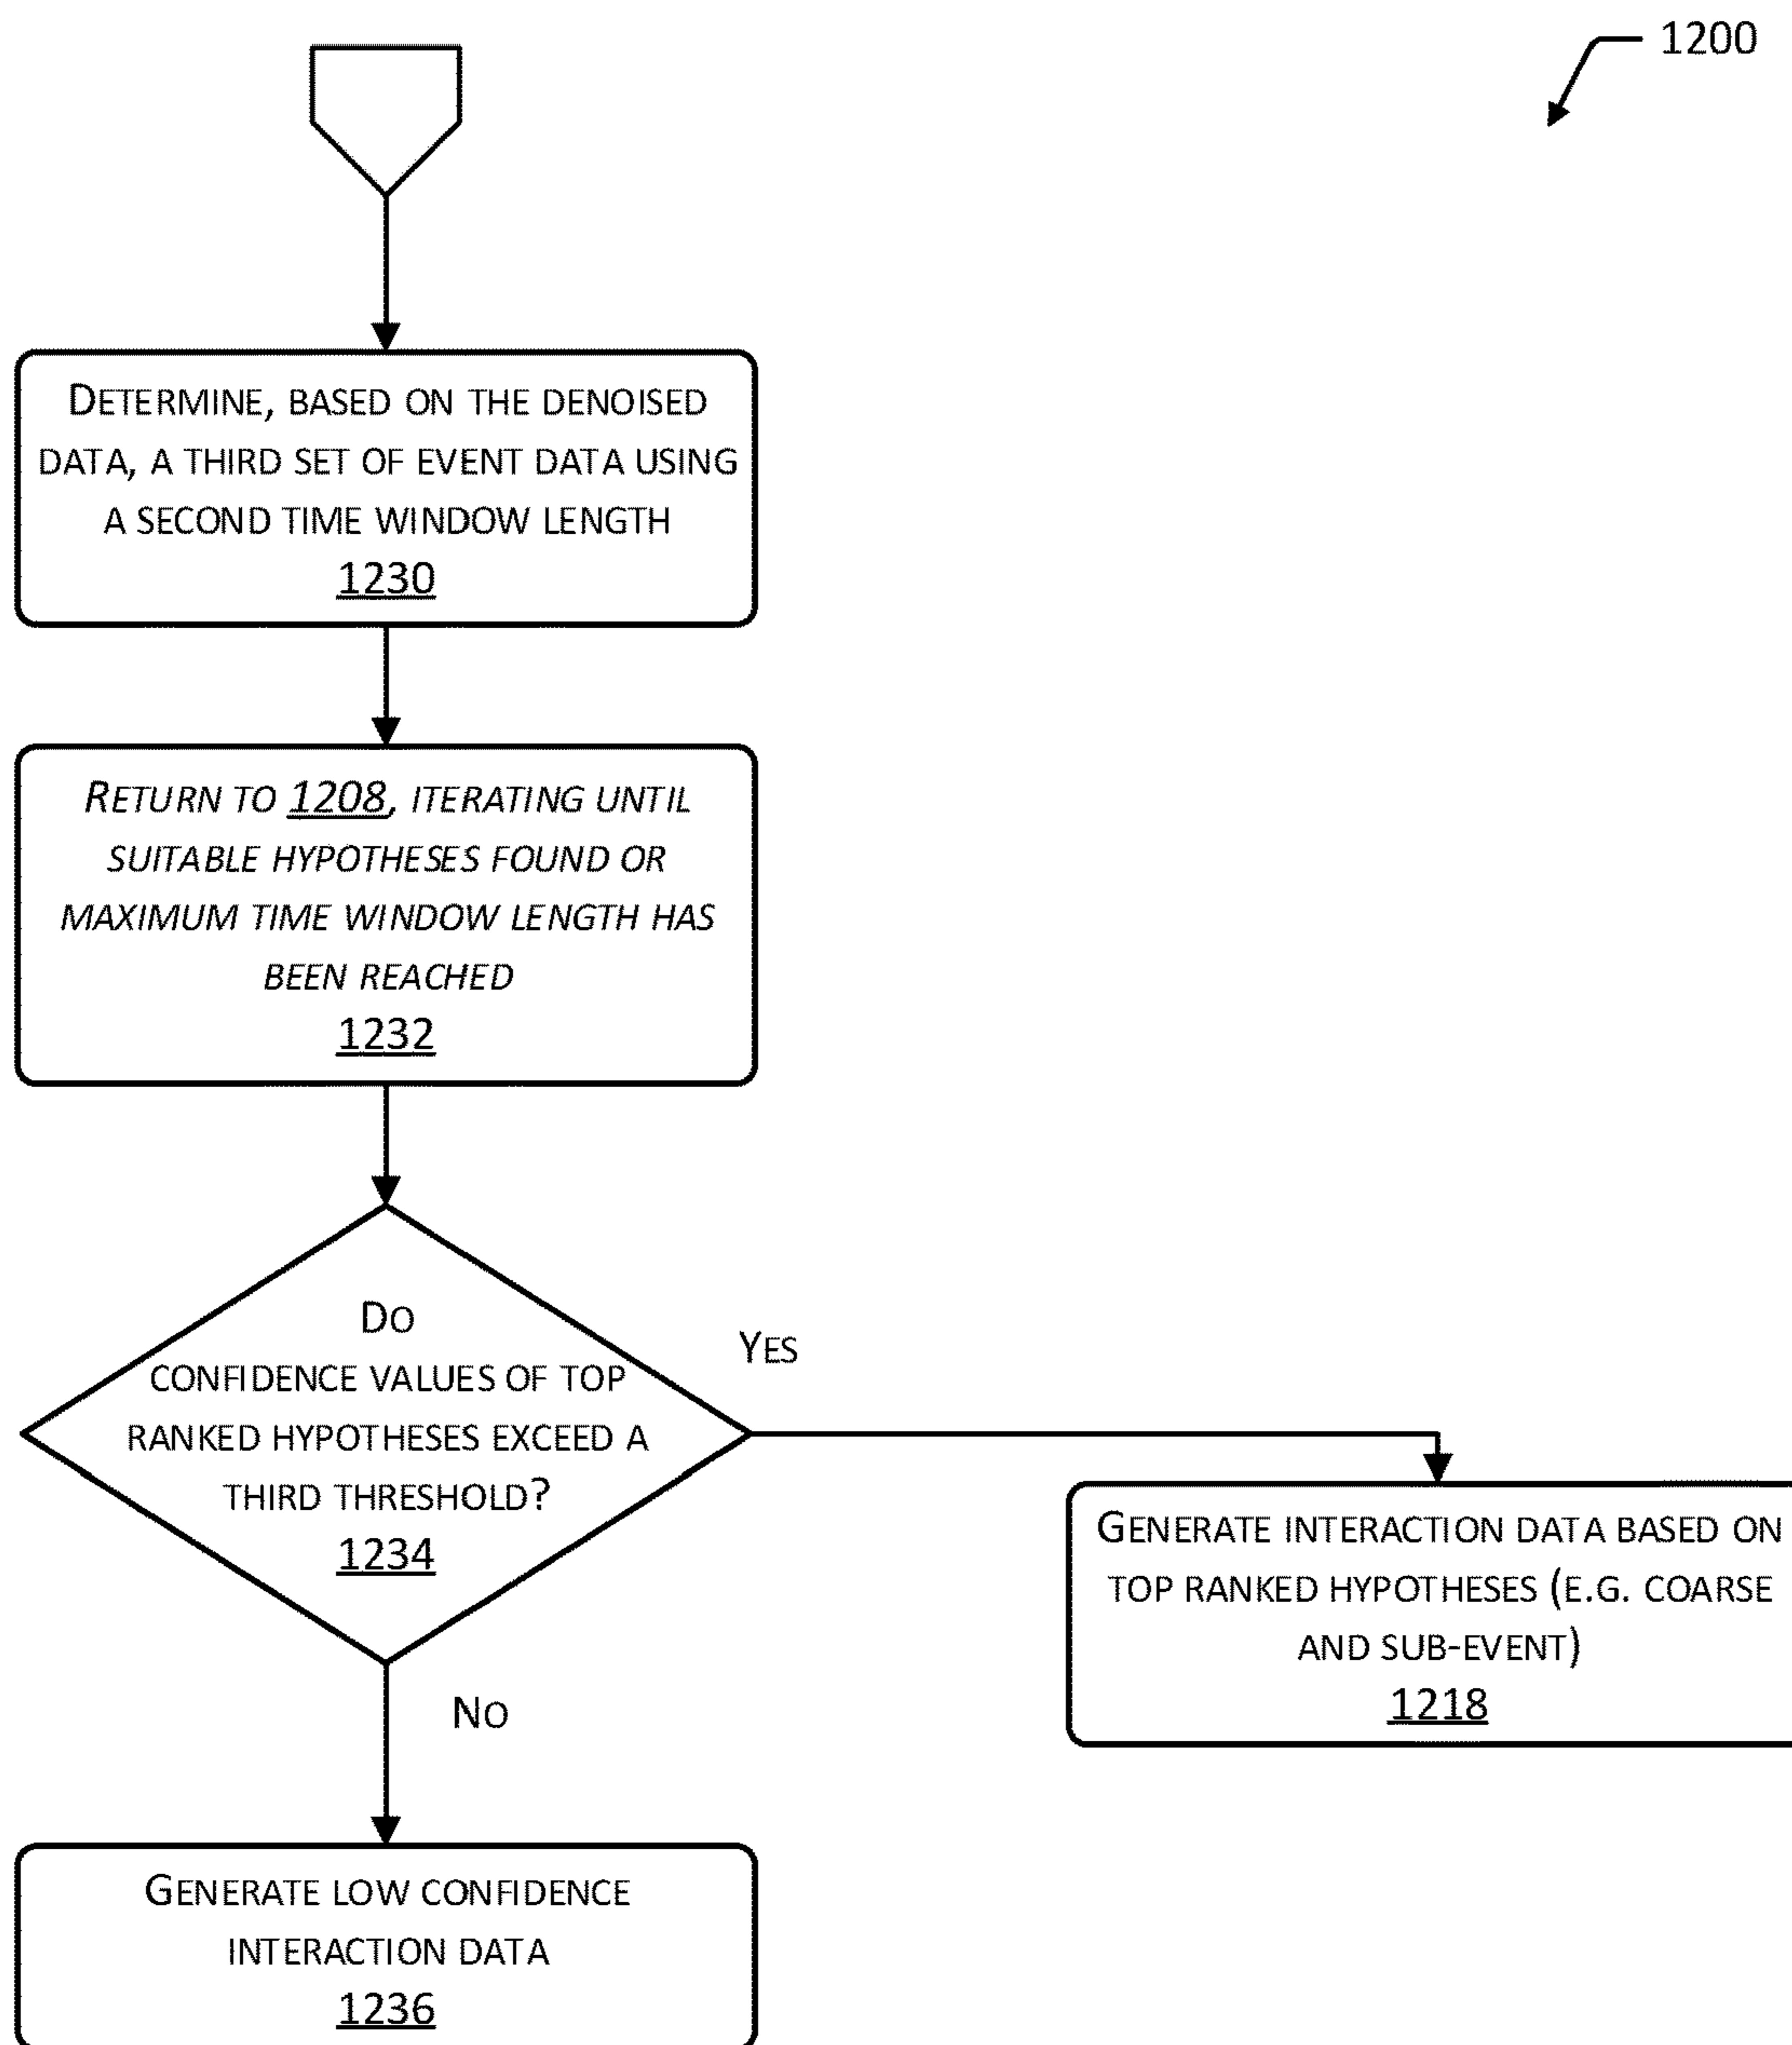 1200
DETERMINE, BASED ON THE DENOISED
DATA, A THIRD SET OF EVENT DATA USING
A SECOND TIME WINDOW LENGTH
1230
RETURN TO 1208, ITERATING UNTIL
SUITABLE HYPOTHESES FOUND OR
MAXIMUM TIME WINDOW LENGTH HAS
BEEN REACHED
1232
DO
CONFIDENCE VALUES OF TOP
RANKED HYPOTHESES EXCEED A
THIRD THRESHOLD?
1234
YES
GENERATE INTERACTION DATA BASED ON
TOP RANKED HYPOTHESES (E.G. COARSE
AND SUB-EVENT)
1218
NO
GENERATE LOW CONFIDENCE
INTERACTION DATA
1236